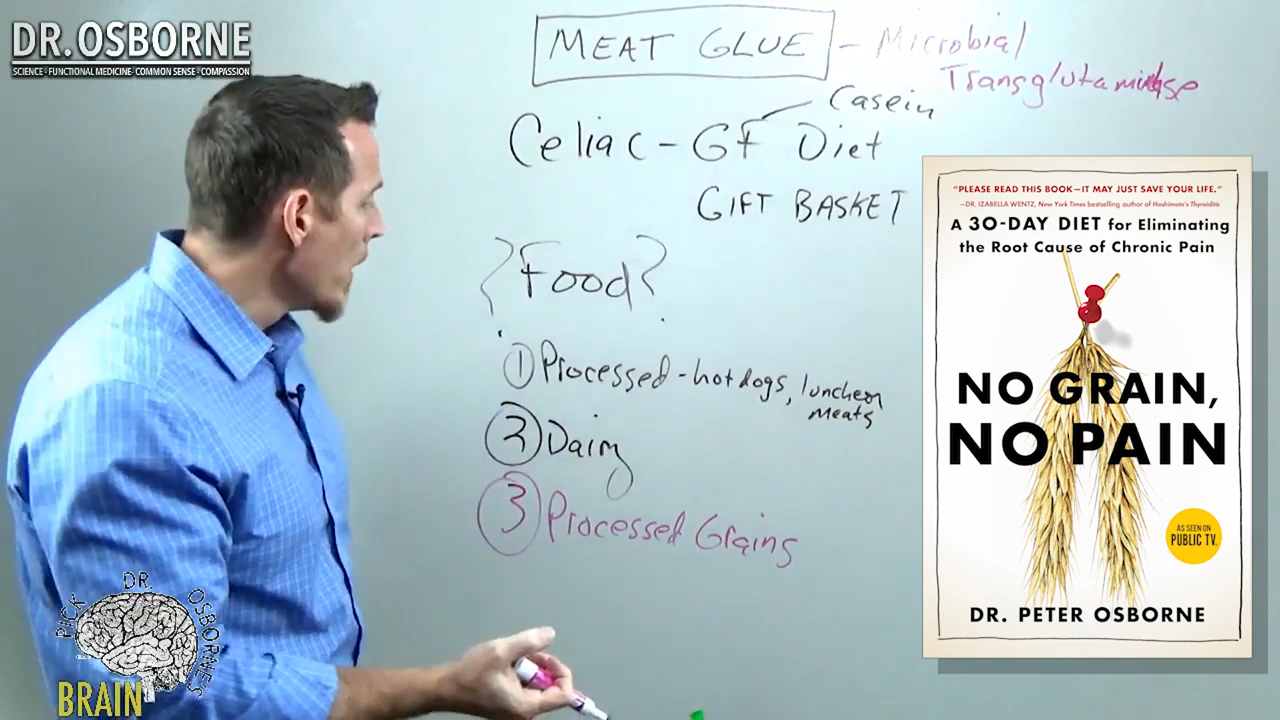 DR. OSBORNE
SCIENCE - FUNCTIONAL MEDICINE - COMMON SENSE - COMPASSION
MEAT GLUE - Microbial
Transglutaminase
Casein
Celiac - GF Diet
GIFT BASKET
{Food}
① Processed - hotdogs, luncheon
meats
② Dairy
③ Processed Grains
"PLEASE READ THIS BOOK—IT MAY JUST SAVE YOUR LIFE."
—DR. IZABELLA WENTZ, New York Times bestselling author of Hashimoto's Thyroiditis
A 30-DAY DIET for Eliminating
the Root Cause of Chronic Pain
NO GRAIN,
NO PAIN
AS SEEN ON
PUBLIC TV
DR. PETER OSBORNE
PICK DR. OSBORNE'S
BRAIN